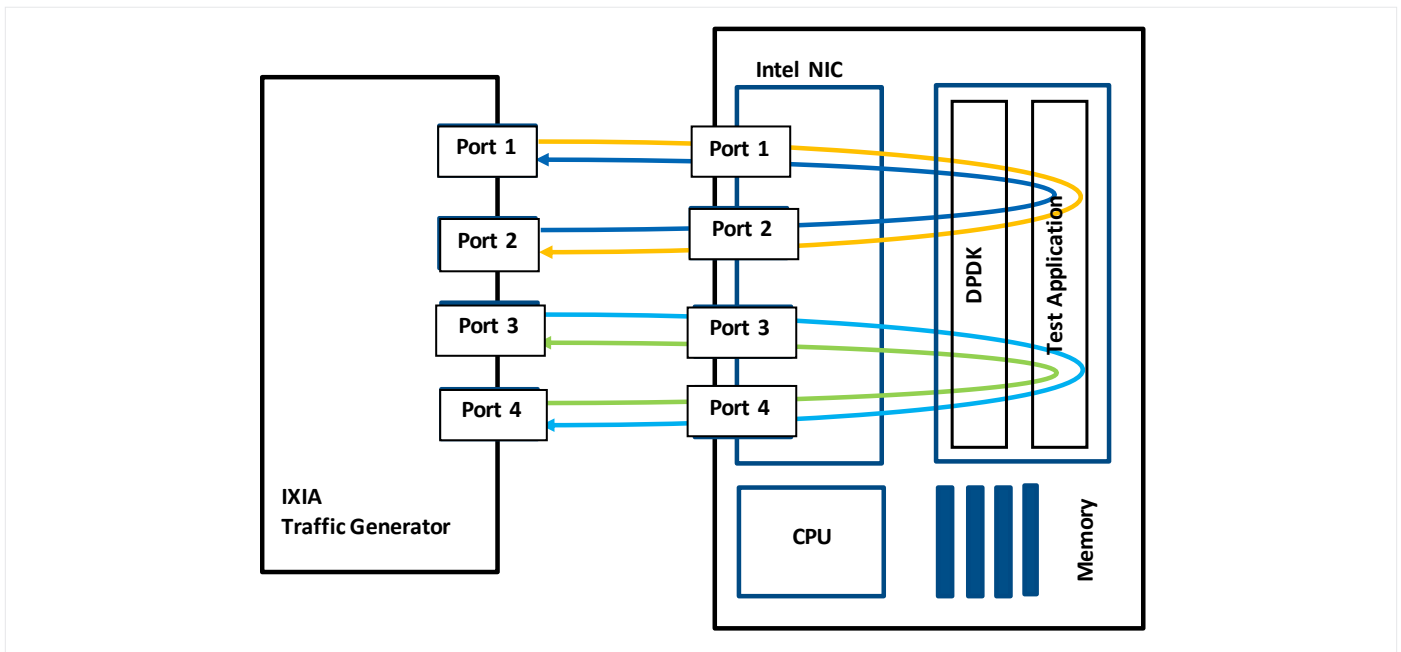 Intel NIC
Port 1
Port 1
Port 2
Port 2
Port 3
Port 3
Port 4
Port 4
DPDK
Test Application
IXIA
Traffic Generator
CPU
Memory